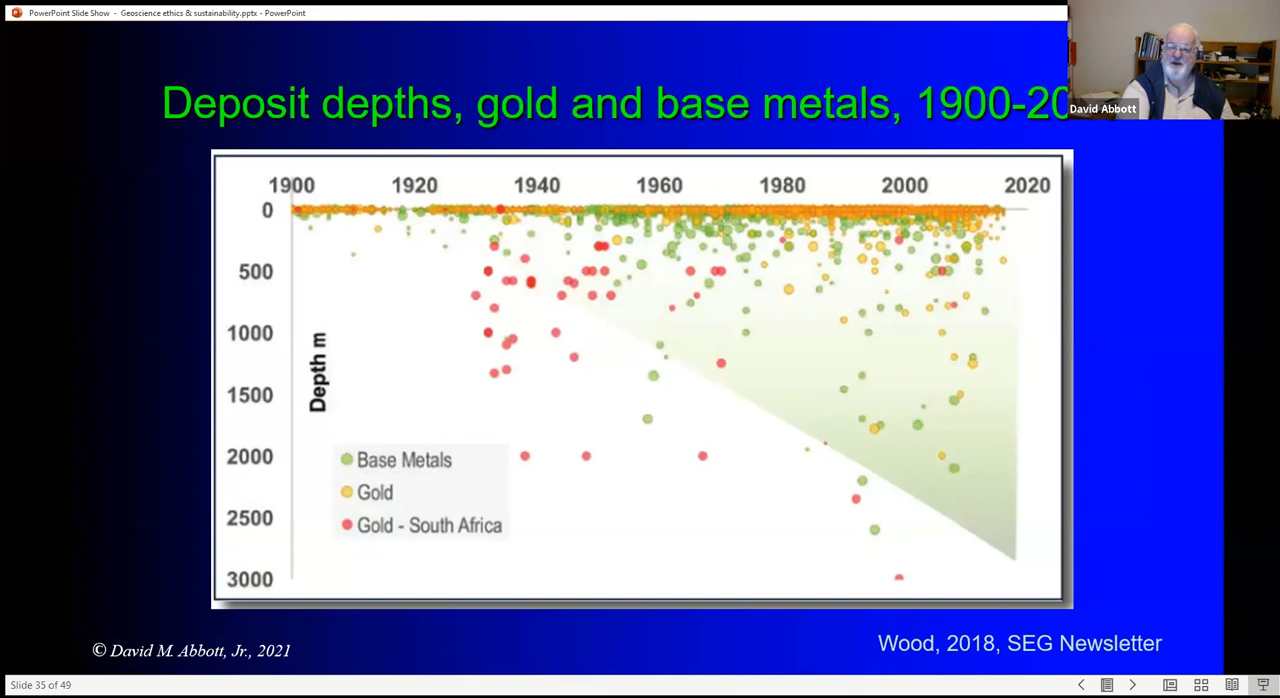 PowerPoint Slide Show - Geoscience ethics & sustainability.pptx - PowerPoint
David Abbott
Deposit depths, gold and base metals, 1900-20
1900 1920 1940 1960 1980 2000 2020
0
500
1000
1500
2000
2500
3000
Depth m
Base Metals
Gold
Gold - South Africa
© David M. Abbott, Jr., 2021
Wood, 2018, SEG Newsletter
Slide 35 of 49